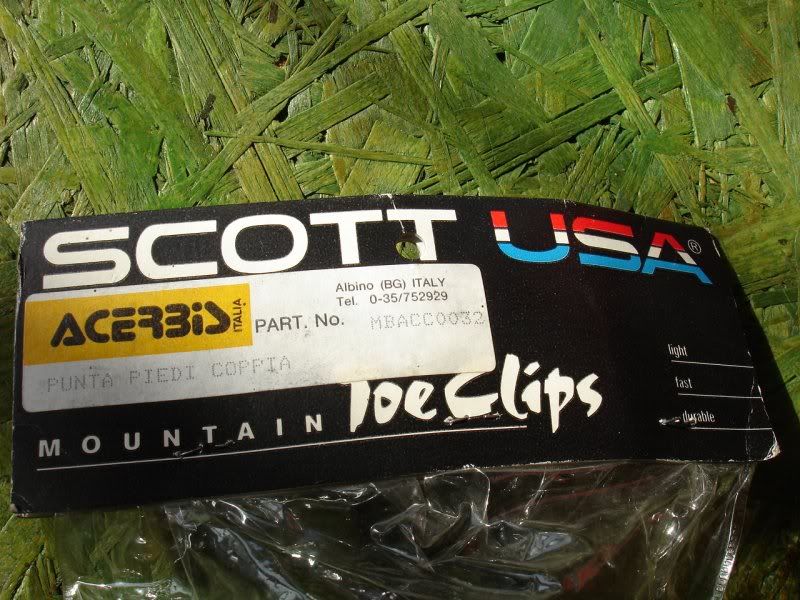 SCOTT USA®
ACERBIS ITALIA
Albino (BG) ITALY
Tel. 0-35/752929
PART. No. MBACC0032
PUNTA PIEDI COPPIA
MOUNTAIN Toe Clips
light
fast
durable